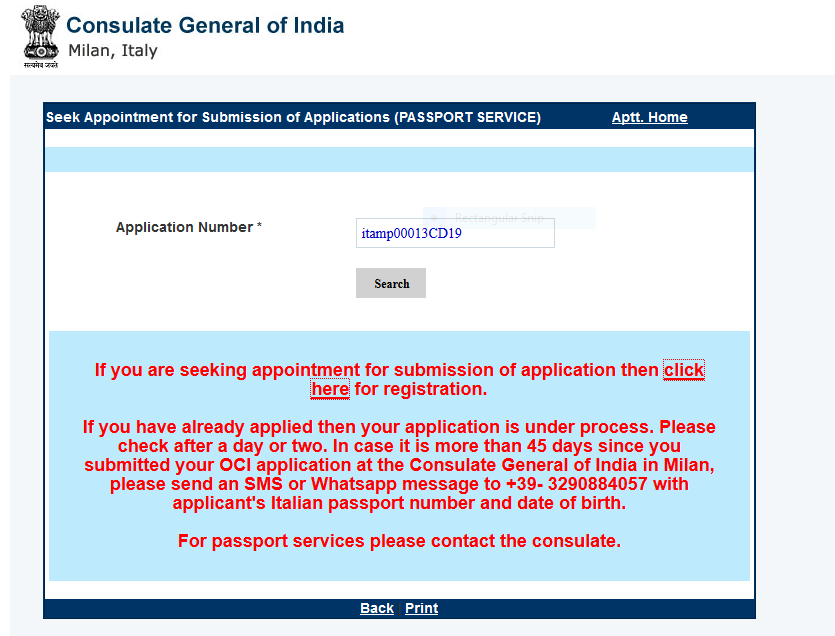 Consulate General of India
Milan, Italy
सत्यमेव जयते
Seek Appointment for Submission of Applications (PASSPORT SERVICE) Aptt. Home
Rectangular Snip
Application Number *
itamp00013CD19
Search
If you are seeking appointment for submission of application then click
here for registration.
If you have already applied then your application is under process. Please
check after a day or two. In case it is more than 45 days since you
submitted your OCI application at the Consulate General of India in Milan,
please send an SMS or Whatsapp message to +39- 3290884057 with
applicant's Italian passport number and date of birth.
For passport services please contact the consulate.
Back Print